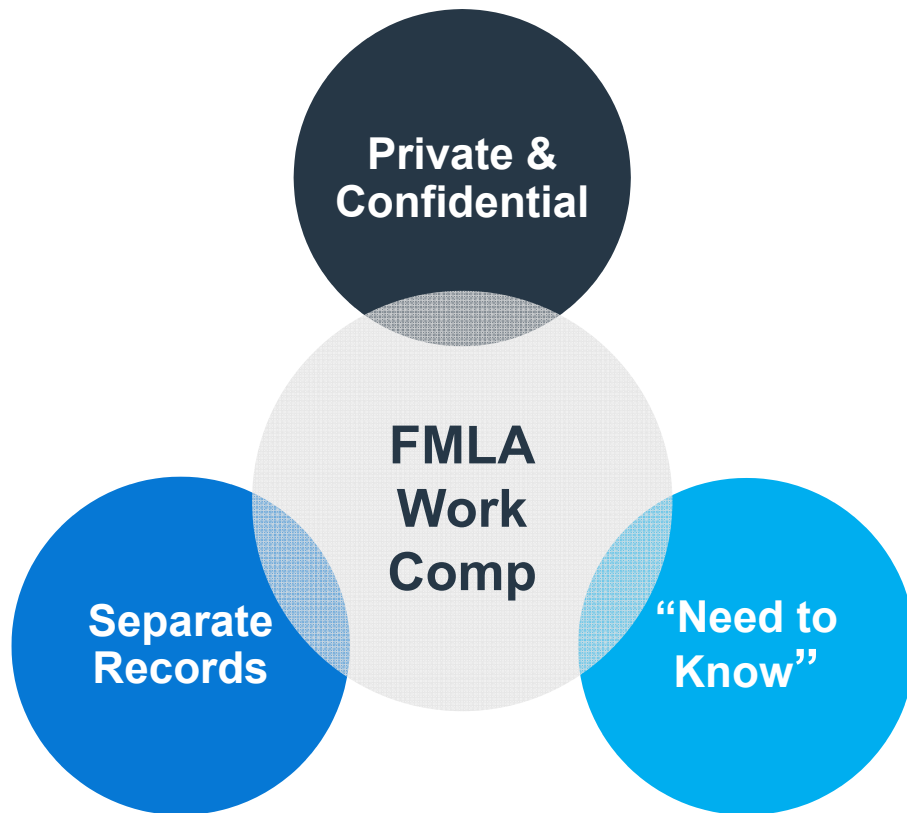 Private &
Confidential
FMLA
Work
Comp
Separate
Records
“Need to
Know”